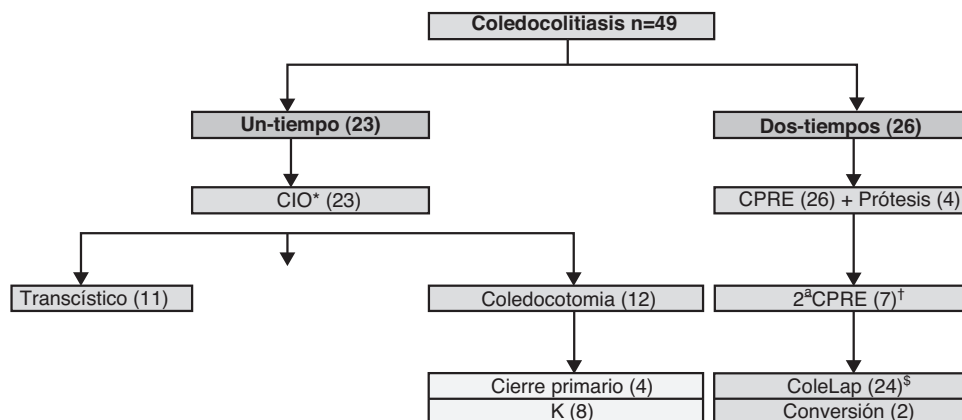 Coledocolitiasis n=49
Un-tiempo (23)
Dos-tiempos (26)
CIO* (23)
CPRE (26) + Prótesis (4)
Transcístico (11)
Coledocotomia (12)
2ªCPRE (7)†
Cierre primario (4)
K (8)
ColeLap (24)$
Conversión (2)